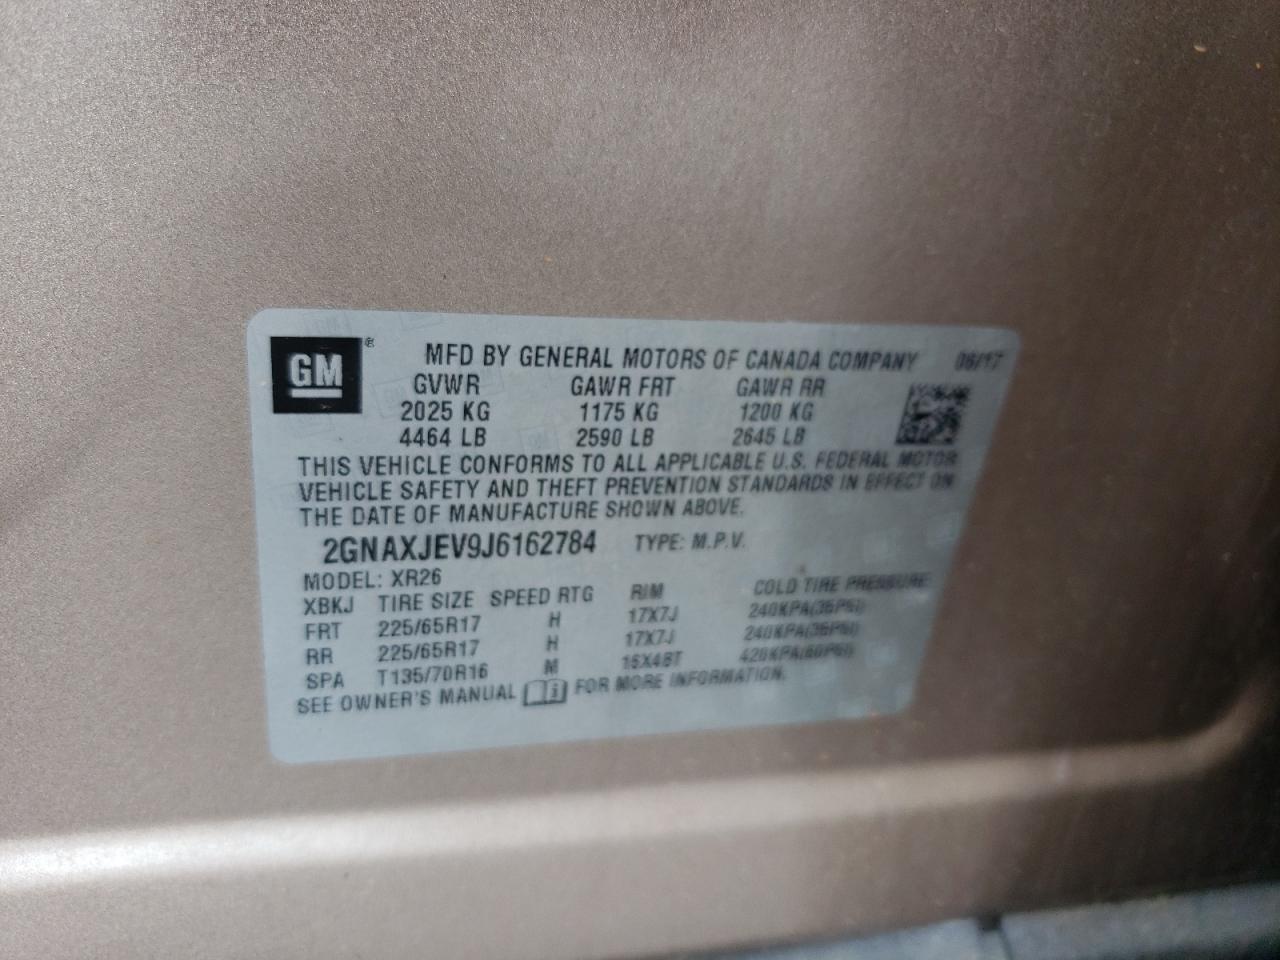 GM ®
MFD BY GENERAL MOTORS OF CANADA COMPANY 06/17
GVWR GAWR FRT GAWR RR
2025 KG 1175 KG 1200 KG
4464 LB 2590 LB 2645 LB
THIS VEHICLE CONFORMS TO ALL APPLICABLE U.S. FEDERAL MOTOR
VEHICLE SAFETY AND THEFT PREVENTION STANDARDS IN EFFECT ON
THE DATE OF MANUFACTURE SHOWN ABOVE.
2GNAXJEV9J6162784 TYPE: M.P.V.
MODEL: XR26
XBKJ TIRE SIZE SPEED RTG RIM COLD TIRE PRESSURE
FRT 225/65R17 H 17X7J 240KPA(35PSI)
RR 225/65R17 H 17X7J 240KPA(35PSI)
SPA T135/70R16 M 16X4BT 420KPA(60PSI)
SEE OWNER'S MANUAL FOR MORE INFORMATION.